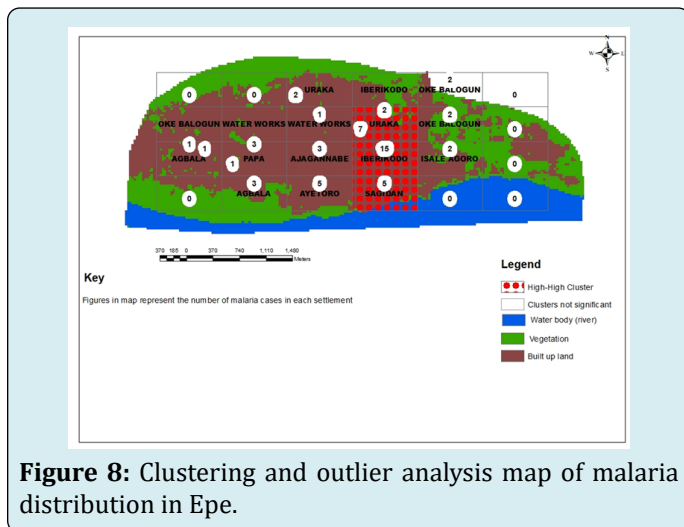 N
W E
S
2
URAKA IBERIKODO OKE BALOGUN
0 0 2 0
2
1 2
OKE BALOGUN WATER WORKS WATER WORKS URAKA OKE BALOGUN
7 0
1 1 3 3 15 2
AGBALA PAPA AJAGANNABE IBERIKODO ISALE AGORO
1 0
3 5 5
AGBALA AYETORO SAGIDAN
0 0 0
370 185 0 370 740 1,110 1,480
Meters
Key
Figures in map represent the number of malaria cases in each settlement
Legend
High-High Cluster
Clusters not significant
Water body (river)
Vegetation
Built up land
Figure 8: Clustering and outlier analysis map of malaria
distribution in Epe.